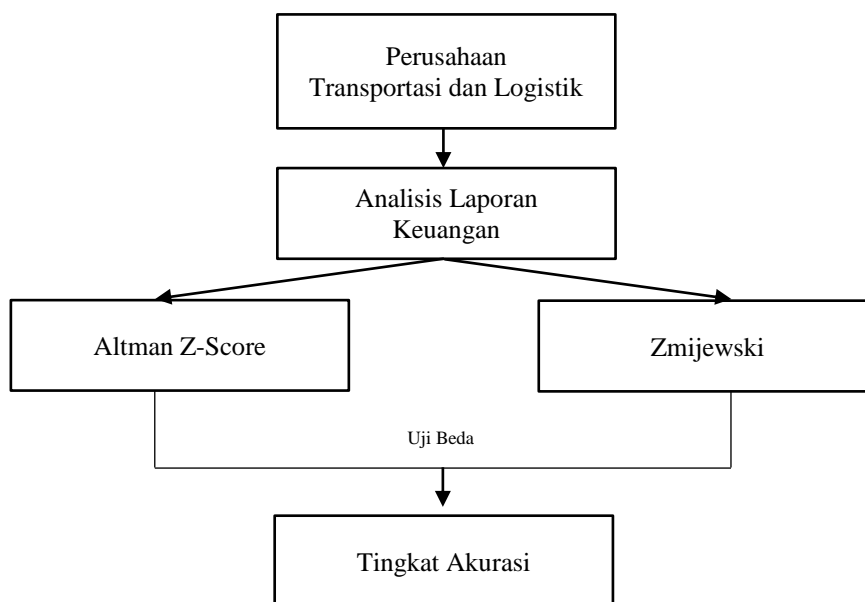 Perusahaan
Transportasi dan Logistik
Analisis Laporan
Keuangan
Altman Z-Score
Zmijewski
Uji Beda
Tingkat Akurasi